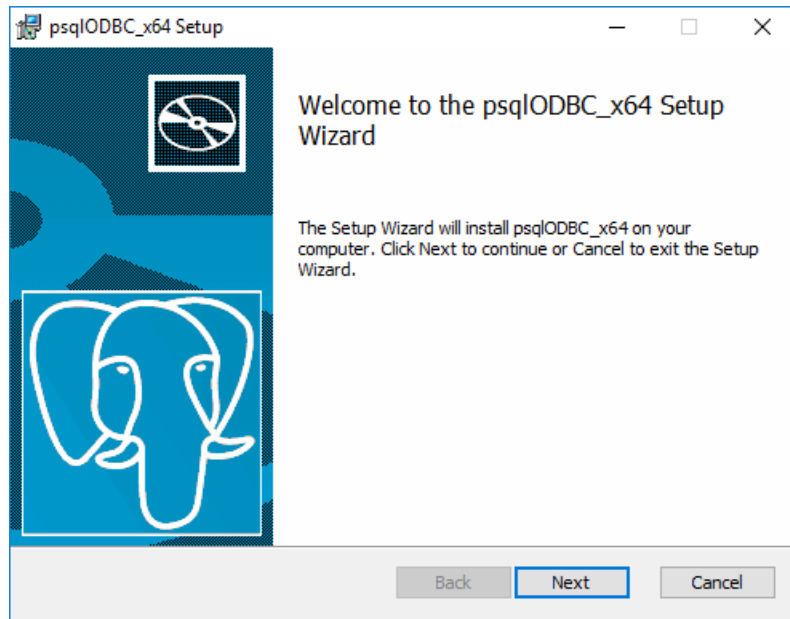 psqlODBC_x64 Setup
Welcome to the psqlODBC_x64 Setup
Wizard
The Setup Wizard will install psqlODBC_x64 on your
computer. Click Next to continue or Cancel to exit the Setup
Wizard.
Back Next Cancel